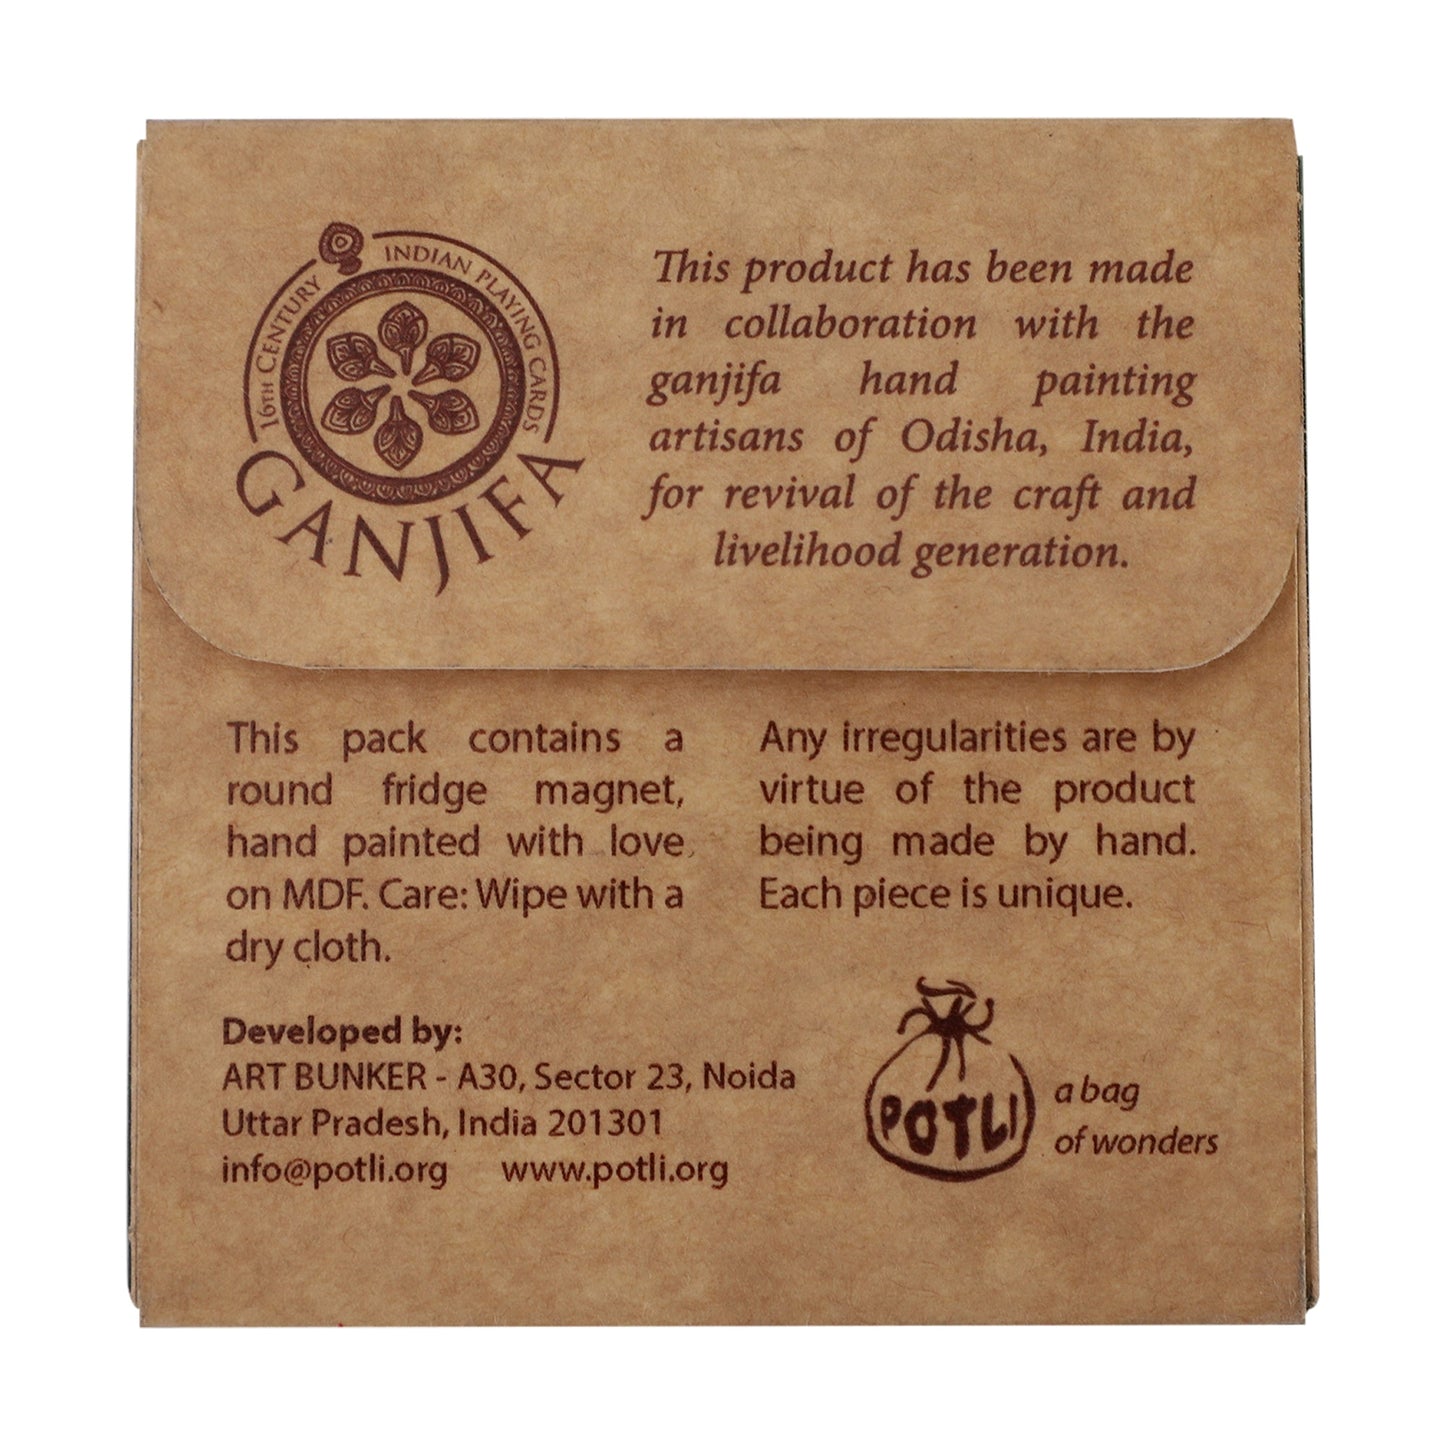 16TH CENTURY
INDIAN PLAYING CARDS
GANJIFA
This product has been made
in collaboration with the
ganjifa hand painting
artisans of Odisha, India,
for revival of the craft and
livelihood generation.
This pack contains a
round fridge magnet,
hand painted with love
on MDF. Care: Wipe with a
dry cloth.
Any irregularities are by
virtue of the product
being made by hand.
Each piece is unique.
Developed by:
ART BUNKER - A30, Sector 23, Noida
Uttar Pradesh, India 201301
info@potli.org www.potli.org
POTLI
a bag
of wonders